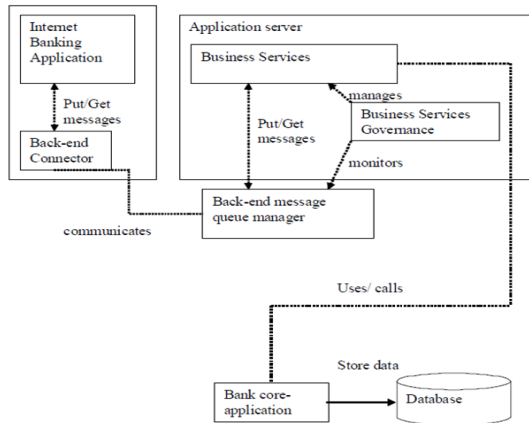 Internet
Banking
Application
Put/Get
messages
Back-end
Connector
communicates
Application server
Business Services
manages
Put/Get
messages
Business Services
Governance
monitors
Back-end message
queue manager
Uses/ calls
Store data
Bank core-
application
Database